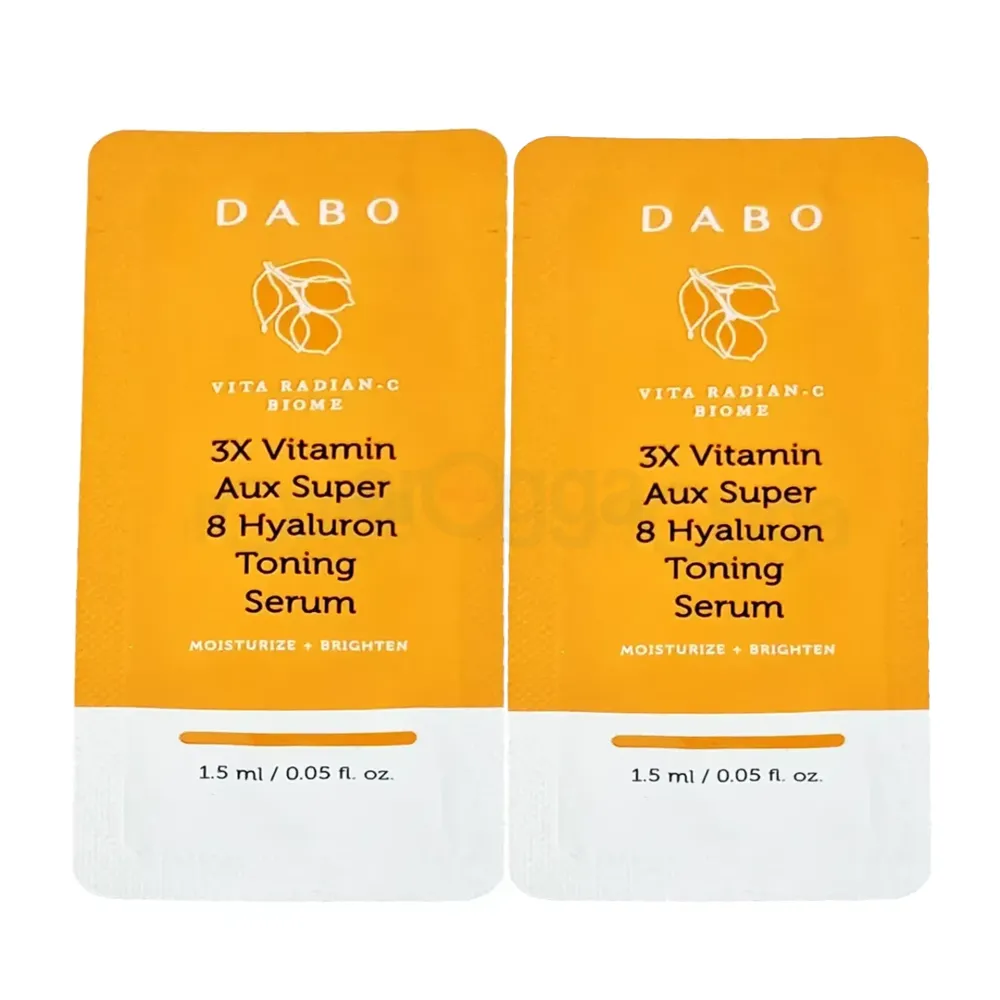 DABO
VITA RADIAN-C
BIOME
3X Vitamin
Aux Super
8 Hyaluron
Toning
Serum
MOISTURIZE + BRIGHTEN
1.5 ml / 0.05 fl. oz.
DABO
VITA RADIAN-C
BIOME
3X Vitamin
Aux Super
8 Hyaluron
Toning
Serum
MOISTURIZE + BRIGHTEN
1.5 ml / 0.05 fl. oz.